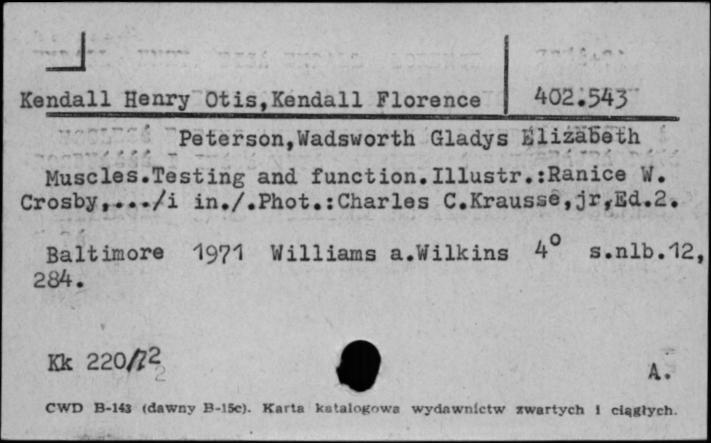 Kendall Henry Otis,Kendall Florence 402.543
Peterson,Wadsworth Gladys Elizabeth
Muscles.Testing and function.Illustr.:Ranice W.
Crosby,.../i in./.Phot.:Charles C.Krausse,jr,Ed.2.
Baltimore 1971 Williams a.Wilkins 4° s.nlb.12,
284.
Kk 220/72
2
A.
CWD B-143 (dawny B-15c). Karta katalogowa wydawnictw zwartych i ciągłych.